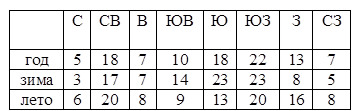 С СВ В ЮВ Ю ЮЗ З СЗ
год 5 18 7 10 18 22 13 7
зима 3 17 7 14 23 23 8 5
лето 6 20 8 9 13 20 16 8